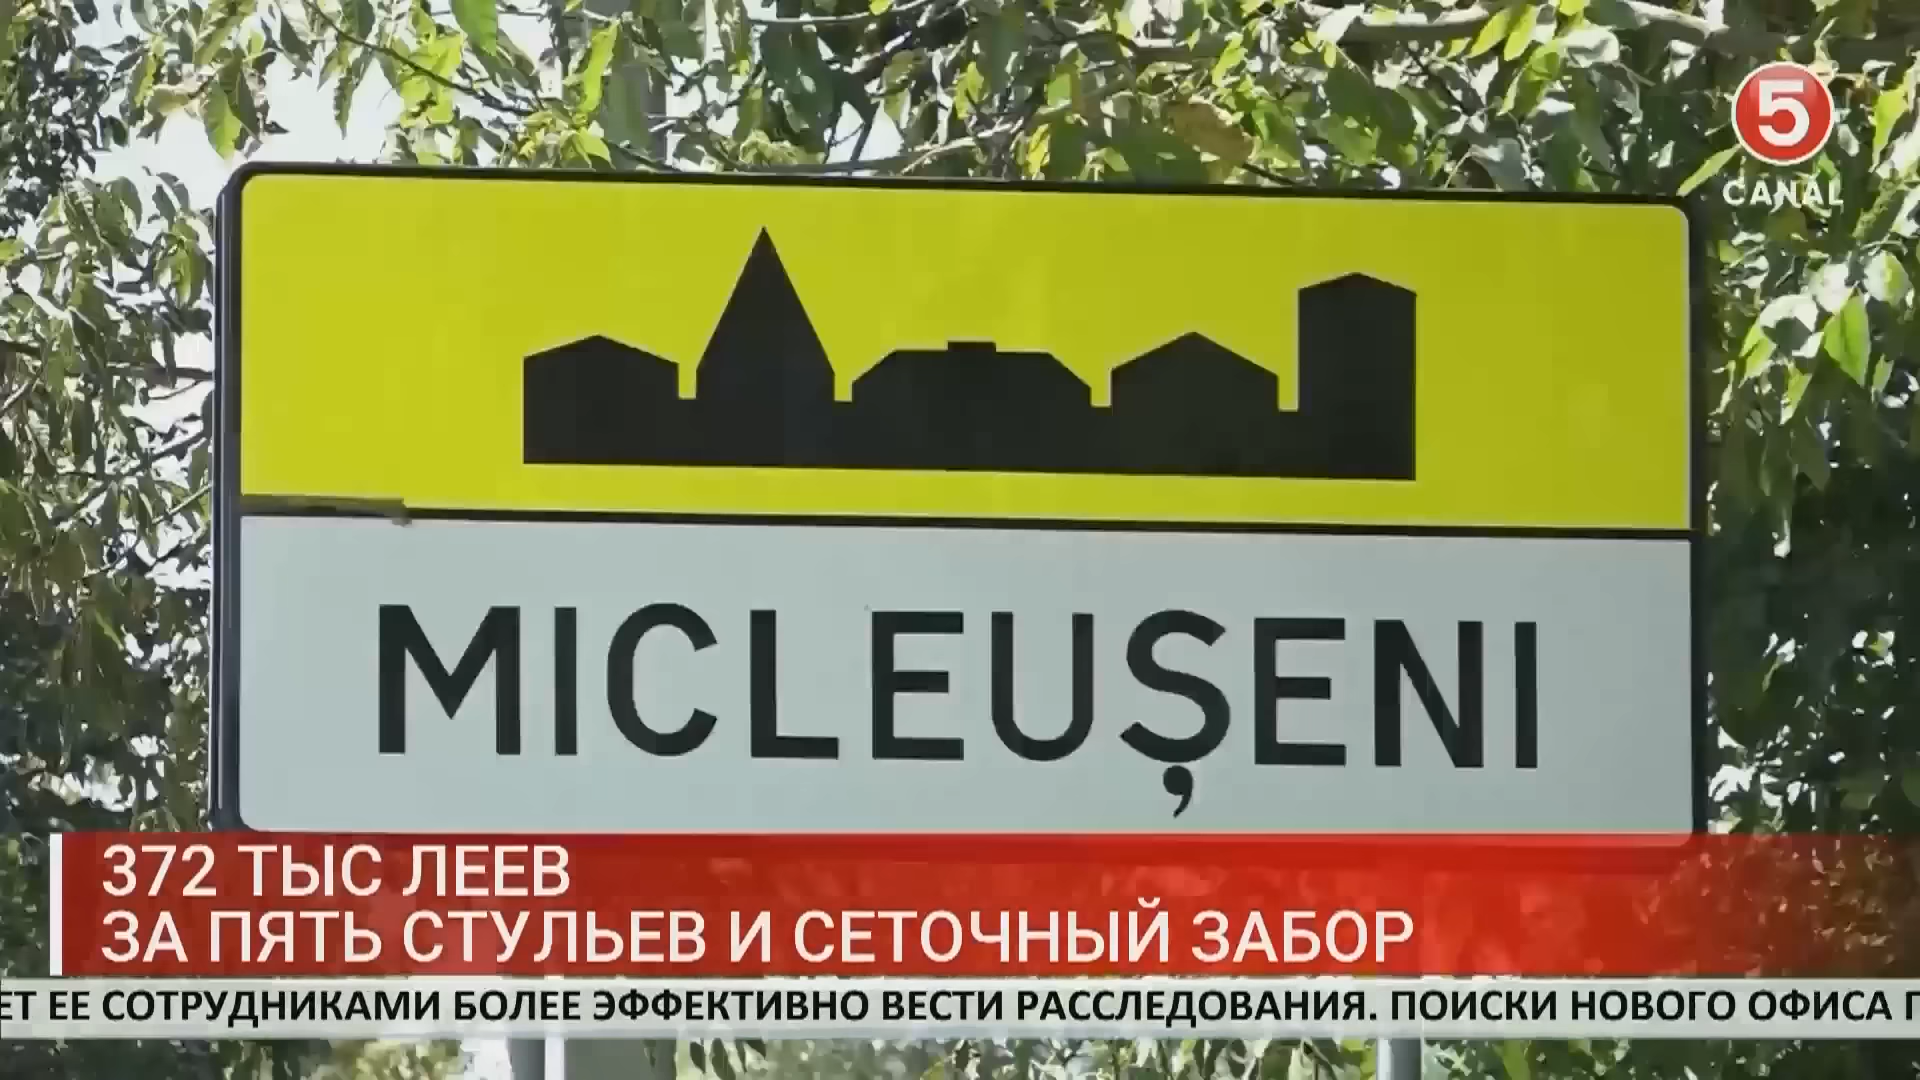 5
CANAL
MICLEUȘENI
372 ТЫС ЛЕЕВ
ЗА ПЯТЬ СТУЛЬЕВ И СЕТОЧНЫЙ ЗАБОР
ЕЕ СОТРУДНИКАМИ БОЛЕЕ ЭФФЕКТИВНО ВЕСТИ РАССЛЕДОВАНИЯ. ПОИСКИ НОВОГО ОФИСА